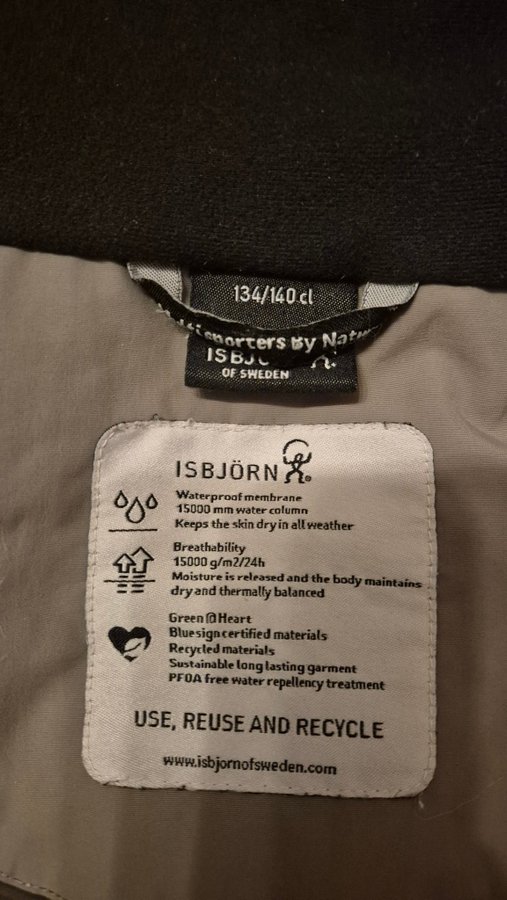 134/140 cl
By
ISBJ
OF SWEDEN
ISBJÖRN
Waterproof membrane
15000 mm water column
Keeps the skin dry in all weather
Breathability
15000 g/m2/24h
Moisture is released and the body maintains
dry and thermally balanced
Green @ Heart
Bluesign certified materials
Recycled materials
Sustainable long lasting garment
PFOA free water repellency treatment
USE, REUSE AND RECYCLE
www.isbjornofsweden.com